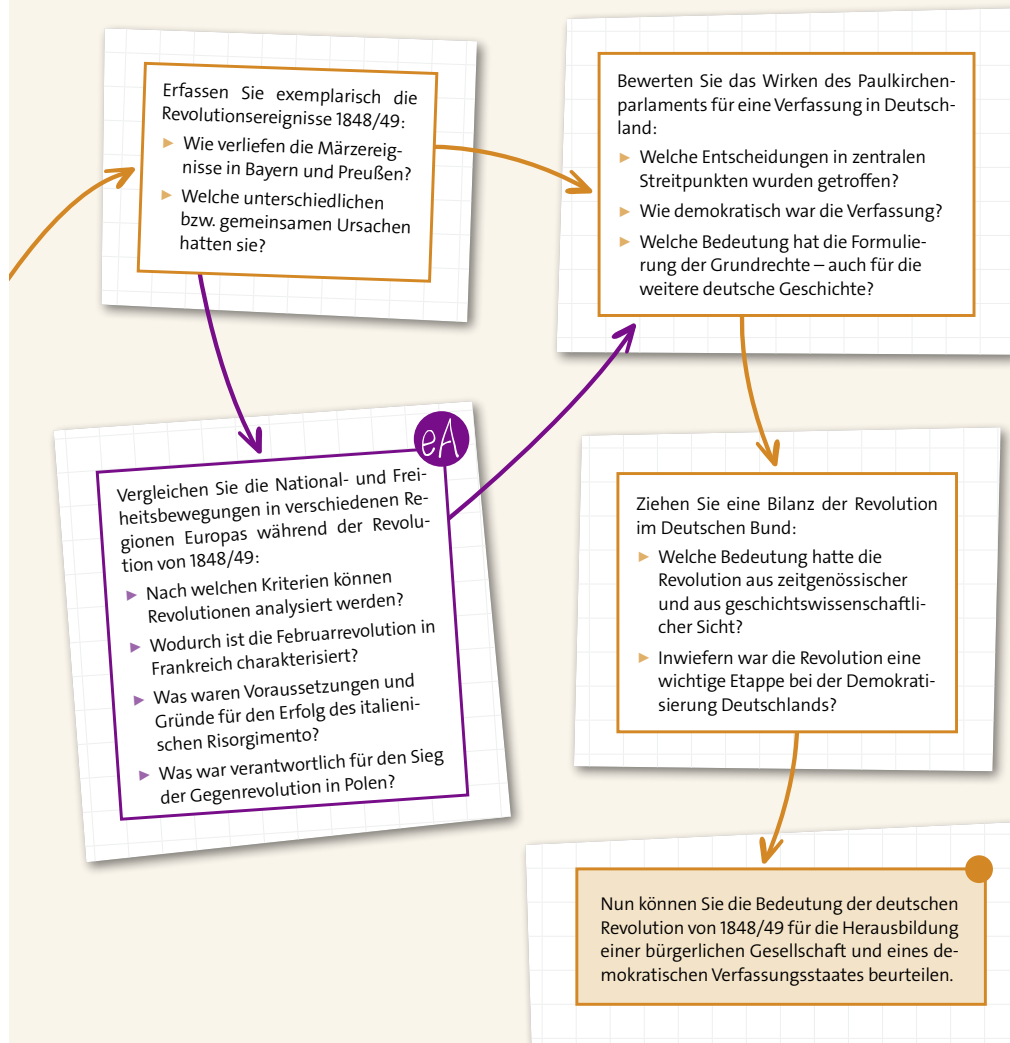 Erfassen Sie exemplarisch die
Revolutionsereignisse 1848/49:
► Wie verliefen die Märzereig-
nisse in Bayern und Preußen?
► Welche unterschiedlichen
bzw. gemeinsamen Ursachen
hatten sie?
eA
Vergleichen Sie die National- und Frei-
heitsbewegungen in verschiedenen Re-
gionen Europas während der Revolu-
tion von 1848/49:
► Nach welchen Kriterien können
Revolutionen analysiert werden?
► Wodurch ist die Februarrevolution in
Frankreich charakterisiert?
► Was waren Voraussetzungen und
Gründe für den Erfolg des italieni-
schen Risorgimento?
► Was war verantwortlich für den Sieg
der Gegenrevolution in Polen?
Bewerten Sie das Wirken des Paulkirchen-
parlaments für eine Verfassung in Deutsch-
land:
► Welche Entscheidungen in zentralen
Streitpunkten wurden getroffen?
► Wie demokratisch war die Verfassung?
► Welche Bedeutung hat die Formulie-
rung der Grundrechte – auch für die
weitere deutsche Geschichte?
Ziehen Sie eine Bilanz der Revolution
im Deutschen Bund:
► Welche Bedeutung hatte die
Revolution aus zeitgenössischer
und aus geschichtswissenschaftli-
cher Sicht?
► Inwiefern war die Revolution eine
wichtige Etappe bei der Demokrati-
sierung Deutschlands?
Nun können Sie die Bedeutung der deutschen
Revolution von 1848/49 für die Herausbildung
einer bürgerlichen Gesellschaft und eines de-
mokratischen Verfassungsstaates beurteilen.